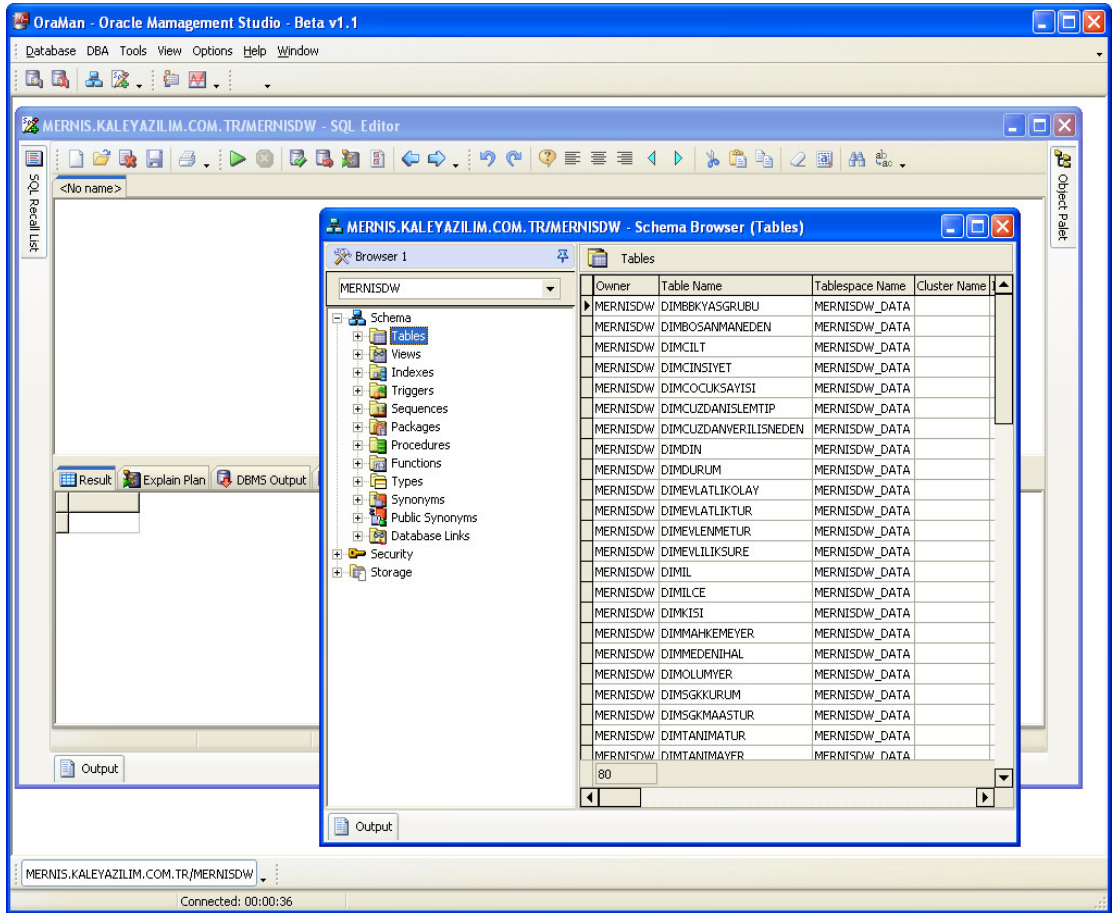 OraMan - Oracle Mamagement Studio - Beta v1.1
Database DBA Tools View Options Help Window
MERNIS.KALEYAZILIM.COM.TR/MERNISDW - SQL Editor
SQL Recall List
<No name>
Object Palet
MERNIS.KALEYAZILIM.COM.TR/MERNISDW - Schema Browser (Tables)
Browser 1
MERNISDW
Schema
Tables
Views
Indexes
Triggers
Sequences
Packages
Procedures
Functions
Types
Synonyms
Public Synonyms
Database Links
Security
Storage
Tables
Owner Table Name Tablespace Name Cluster Name
MERNISDW DIMBBKYASGRUBU MERNISDW_DATA
MERNISDW DIMBOSANMANEDEN MERNISDW_DATA
MERNISDW DIMCILT MERNISDW_DATA
MERNISDW DIMCINSIYET MERNISDW_DATA
MERNISDW DIMCOCUKSAYISI MERNISDW_DATA
MERNISDW DIMCUZDANISLEMTIP MERNISDW_DATA
MERNISDW DIMCUZDANVERILISNEDEN MERNISDW_DATA
MERNISDW DIMDIN MERNISDW_DATA
MERNISDW DIMDURUM MERNISDW_DATA
MERNISDW DIMEVLATLIKOLAY MERNISDW_DATA
MERNISDW DIMEVLATLIKTUR MERNISDW_DATA
MERNISDW DIMEVLENMETUR MERNISDW_DATA
MERNISDW DIMEVLILIKSURE MERNISDW_DATA
MERNISDW DIMIL MERNISDW_DATA
MERNISDW DIMILCE MERNISDW_DATA
MERNISDW DIMKISI MERNISDW_DATA
MERNISDW DIMMAHKEMEYER MERNISDW_DATA
MERNISDW DIMMEDENIHAL MERNISDW_DATA
MERNISDW DIMOLUMYER MERNISDW_DATA
MERNISDW DIMSGKKURUM MERNISDW_DATA
MERNISDW DIMSGKMAASTUR MERNISDW_DATA
MERNISDW DIMTANIMATUR MERNISDW_DATA
MERNISDW DIMTANIMAYER MERNISDW_DATA
80
Output
Result Explain Plan DBMS Output
Output
MERNIS.KALEYAZILIM.COM.TR/MERNISDW
Connected: 00:00:36